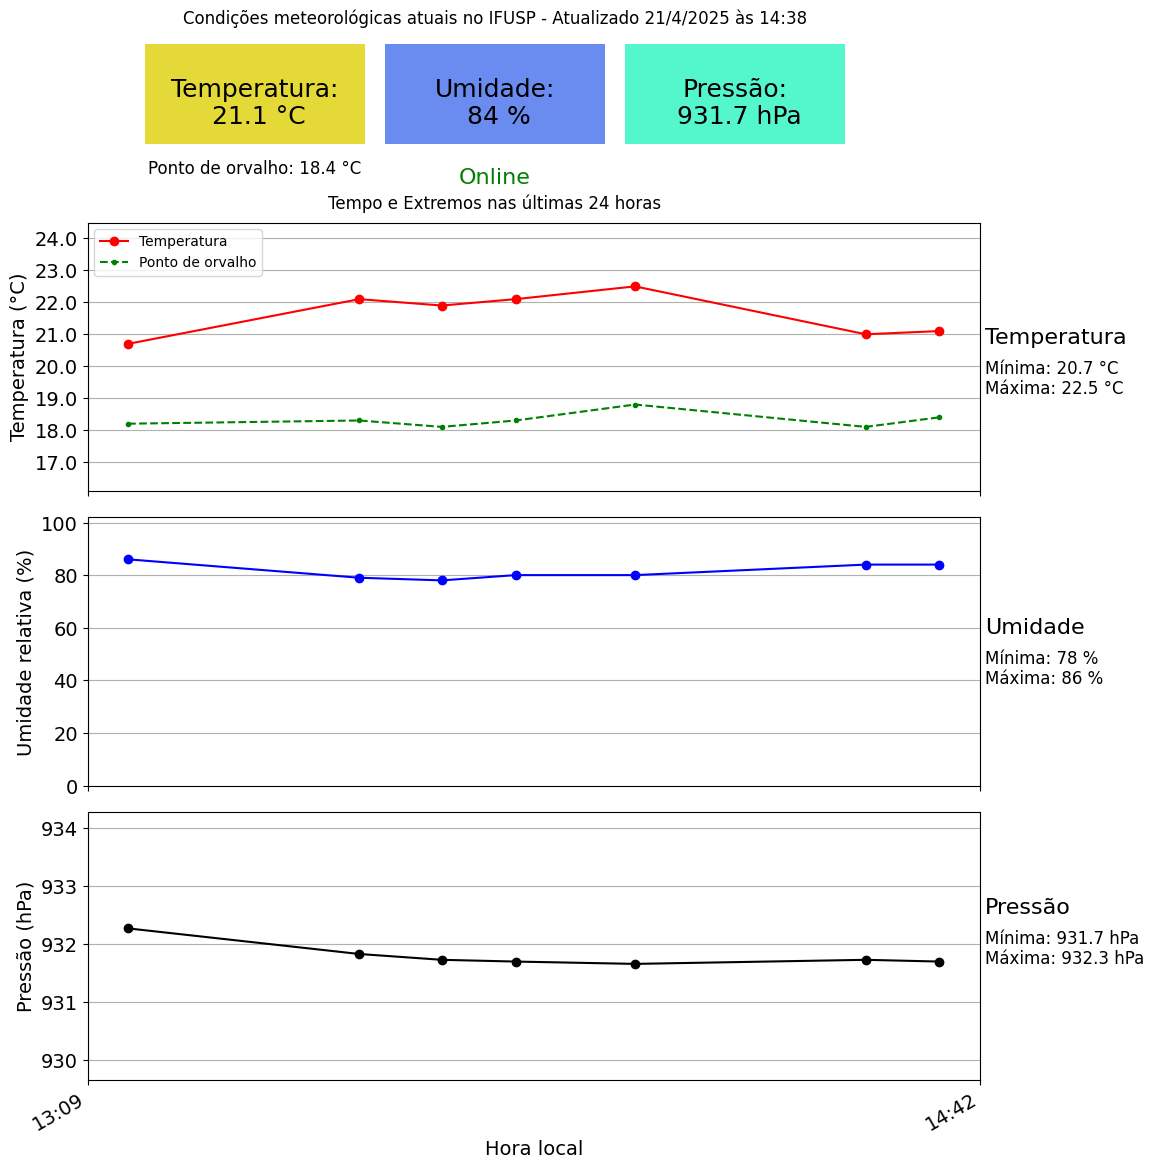 Condições meteorológicas atuais no IFUSP - Atualizado 21/4/2025 às 14:38
Temperatura:
21.1 °C
Umidade:
84 %
Pressão:
931.7 hPa
Ponto de orvalho: 18.4 °C
Online
Tempo e Extremos nas últimas 24 horas
Temperatura (°C)
24.0
23.0
22.0
21.0
20.0
19.0
18.0
17.0
Temperatura
Ponto de orvalho
Temperatura
Mínima: 20.7 °C
Máxima: 22.5 °C
Umidade relativa (%)
100
80
60
40
20
0
Umidade
Mínima: 78 %
Máxima: 86 %
Pressão (hPa)
934
933
932
931
930
Pressão
Mínima: 931.7 hPa
Máxima: 932.3 hPa
13:09
14:42
Hora local